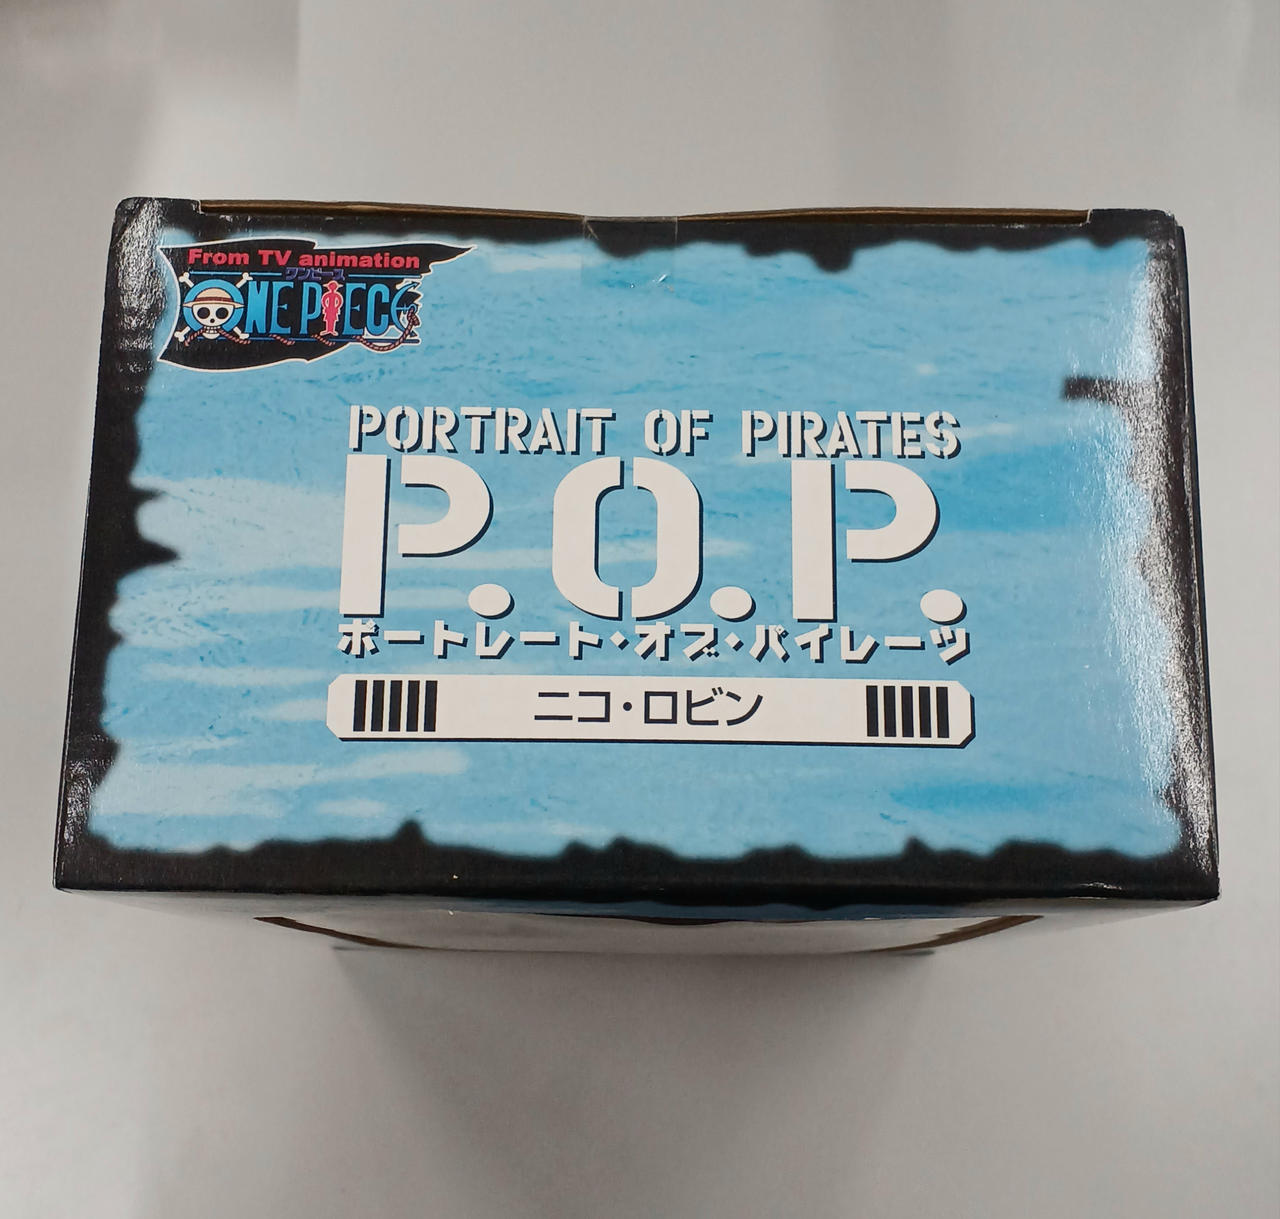 From TV animation
ワンピース
ONE PIECE
PORTRAIT OF PIRATES
P.O.P.
ポートレート・オブ・パイレーツ
ニコ・ロビン